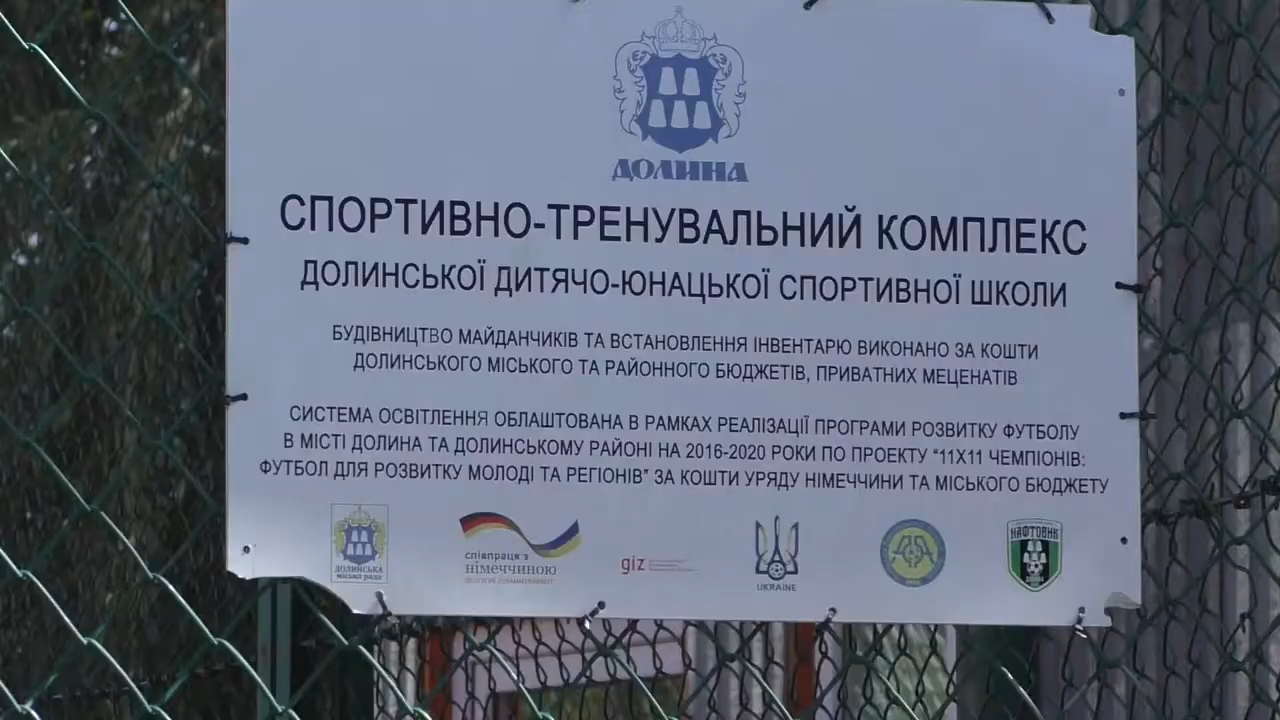 ДОЛИНА
СПОРТИВНО-ТРЕНУВАЛЬНИЙ КОМПЛЕКС
ДОЛИНСЬКОЇ ДИТЯЧО-ЮНАЦЬКОЇ СПОРТИВНОЇ ШКОЛИ
БУДІВНИЦТВО МАЙДАНЧИКІВ ТА ВСТАНОВЛЕННЯ ІНВЕНТАРЮ ВИКОНАНО ЗА КОШТИ
ДОЛИНСЬКОГО МІСЬКОГО ТА РАЙОННОГО БЮДЖЕТІВ, ПРИВАТНИХ МЕЦЕНАТІВ
СИСТЕМА ОСВІТЛЕННЯ ОБЛАШТОВАНА В РАМКАХ РЕАЛІЗАЦІЇ ПРОГРАМИ РОЗВИТКУ ФУТБОЛУ
В МІСТІ ДОЛИНА ТА ДОЛИНСЬКОМУ РАЙОНІ НА 2016-2020 РОКИ ПО ПРОЕКТУ "11Х11 ЧЕМПІОНІВ:
ФУТБОЛ ДЛЯ РОЗВИТКУ МОЛОДІ ТА РЕГІОНІВ" ЗА КОШТИ УРЯДУ НІМЕЧЧИНИ ТА МІСЬКОГО БЮДЖЕТУ
ДОЛИНСЬКА
міська рада
співпраця з
німеччиною
giz
UKRAINE
НАФТОВИК